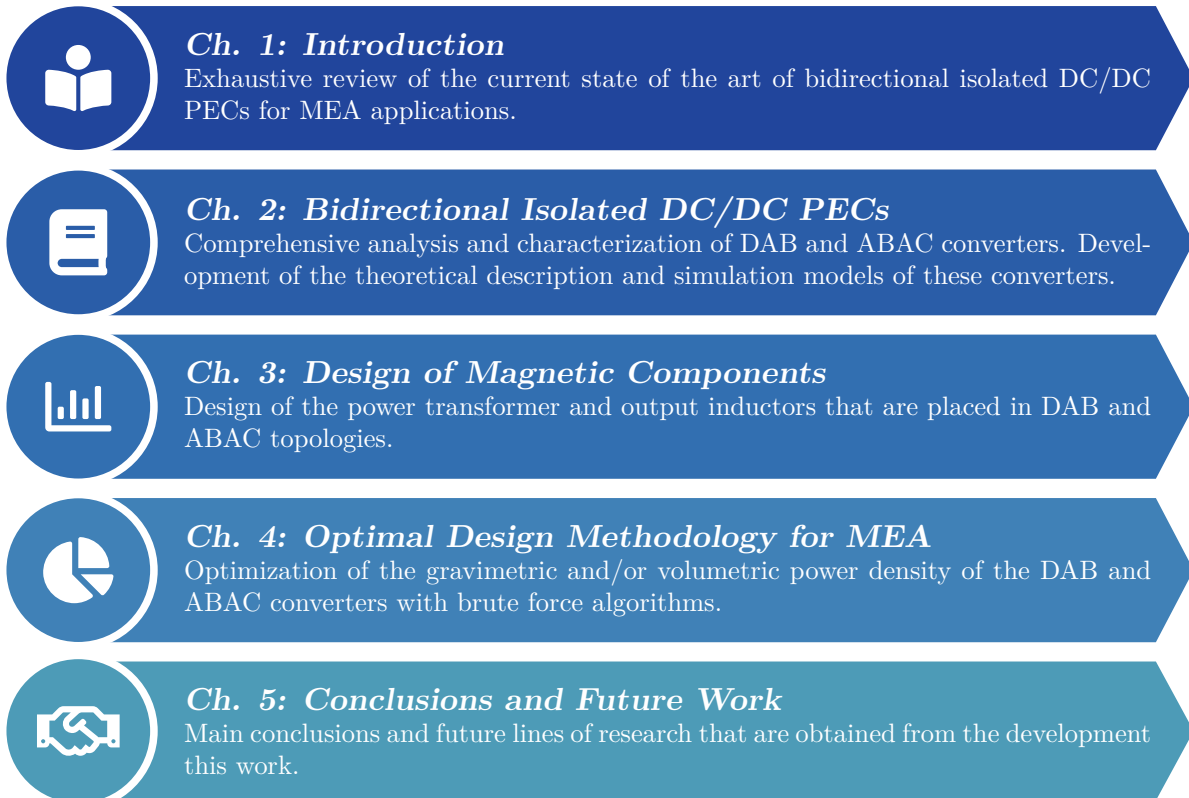 Ch. 1: Introduction
Exhaustive review of the current state of the art of bidirectional isolated DC/DC
PECs for MEA applications.
Ch. 2: Bidirectional Isolated DC/DC PECs
Comprehensive analysis and characterization of DAB and ABAC converters. Devel-
opment of the theoretical description and simulation models of these converters.
Ch. 3: Design of Magnetic Components
Design of the power transformer and output inductors that are placed in DAB and
ABAC topologies.
Ch. 4: Optimal Design Methodology for MEA
Optimization of the gravimetric and/or volumetric power density of the DAB and
ABAC converters with brute force algorithms.
Ch. 5: Conclusions and Future Work
Main conclusions and future lines of research that are obtained from the development
this work.